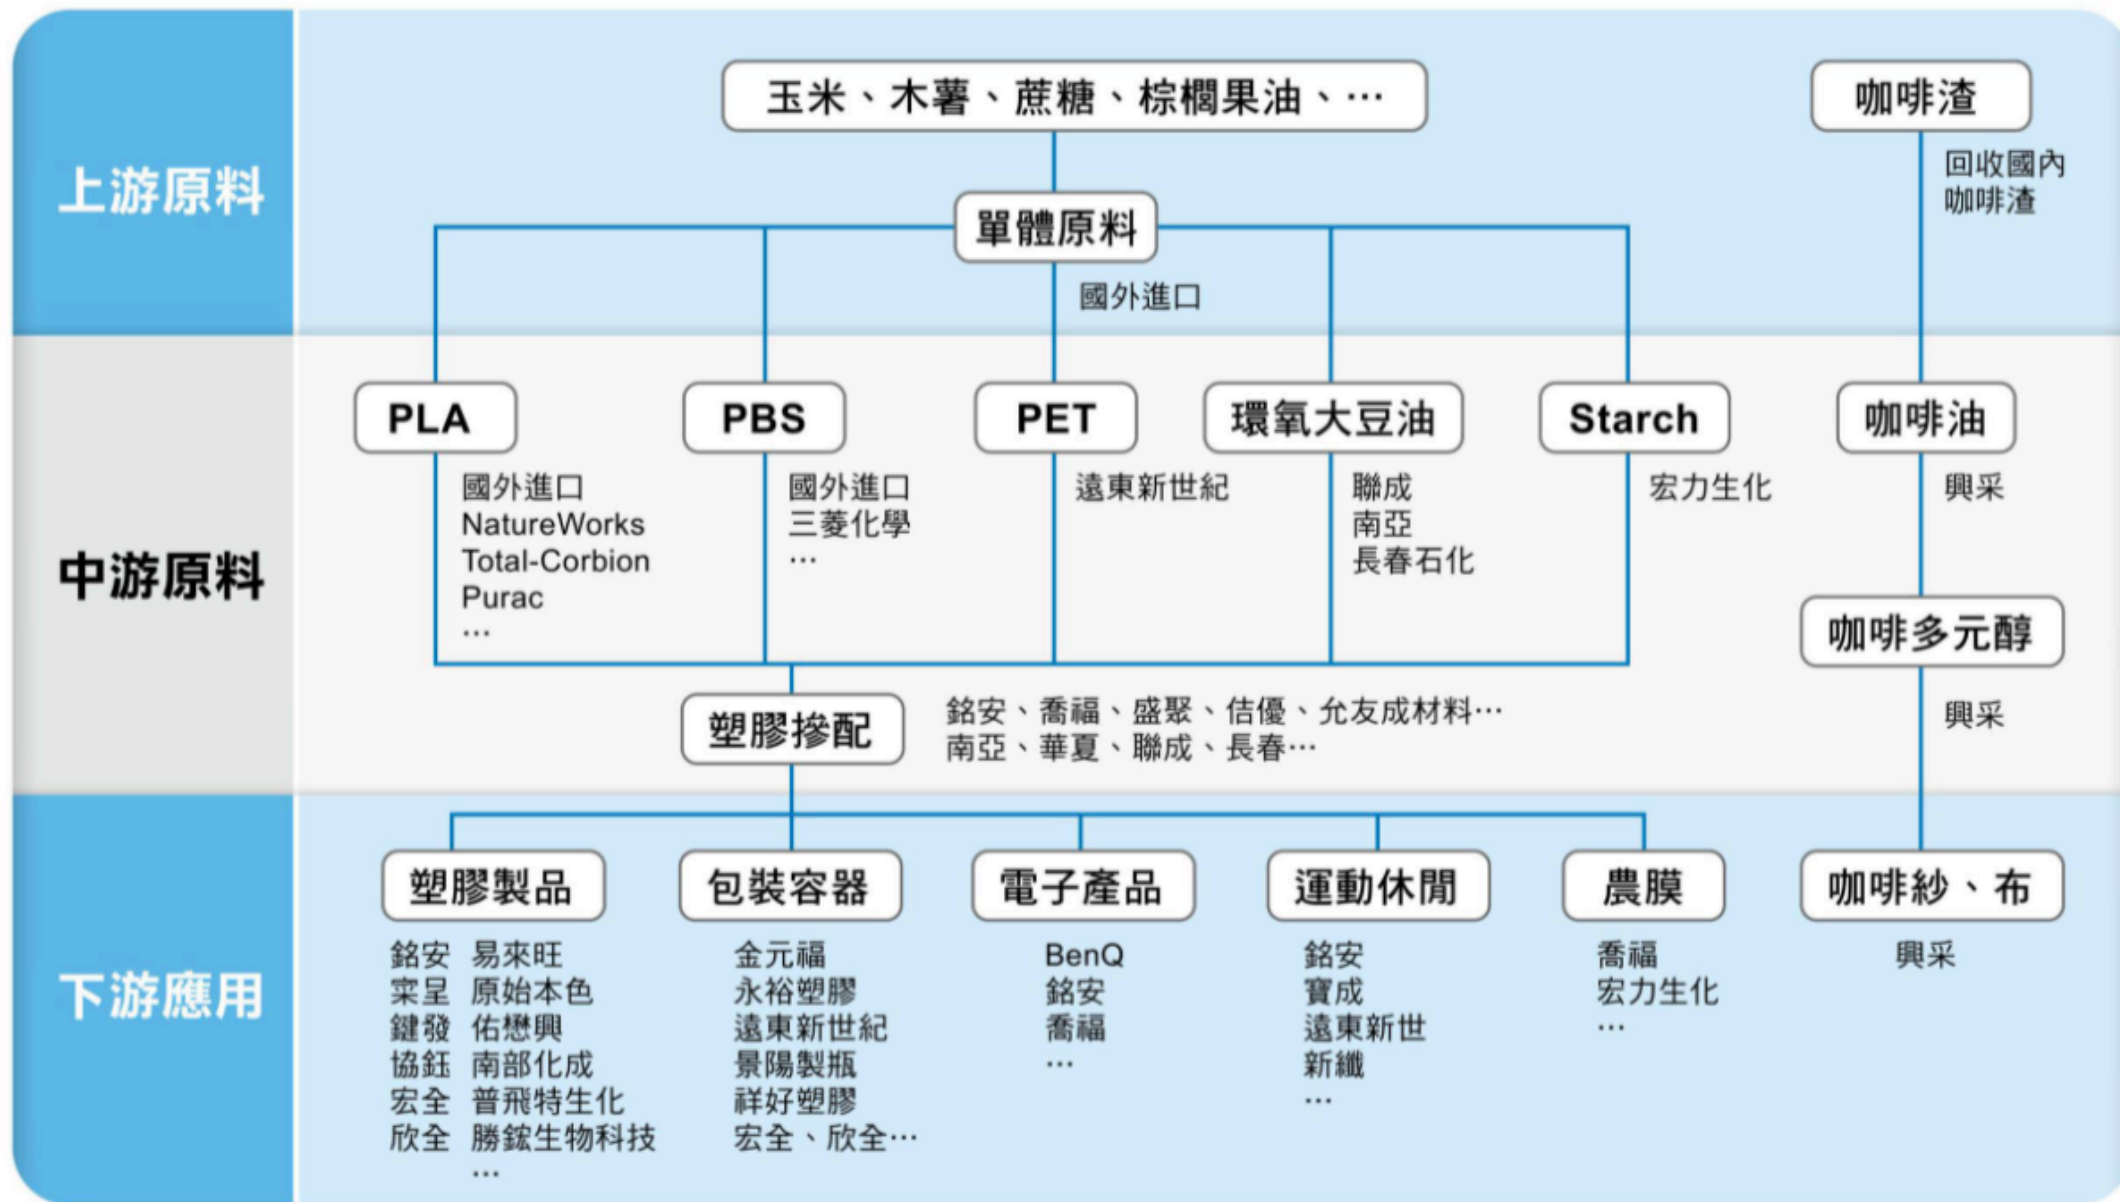 上游原料
玉米、木薯、蔗糖、棕櫚果油、…
咖啡渣
回收國內
咖啡渣
單體原料
國外進口
中游原料
PLA
國外進口
NatureWorks
Total-Corbion
Purac
…
PBS
國外進口
三菱化學
…
PET
遠東新世紀
環氧大豆油
聯成
南亞
長春石化
Starch
宏力生化
咖啡油
興采
咖啡多元醇
興采
塑膠摻配
銘安、喬福、盛聚、佶優、允友成材料…
南亞、華夏、聯成、長春…
下游應用
塑膠製品
銘安 易來旺
寀呈 原始本色
鍵發 佑懋興
協鈺 南部化成
宏全 普飛特生化
欣全 勝鋐生物科技
…
包裝容器
金元福
永裕塑膠
遠東新世紀
景陽製瓶
祥好塑膠
宏全、欣全…
電子產品
BenQ
銘安
喬福
…
運動休閒
銘安
寶成
遠東新世
新纖
…
農膜
喬福
宏力生化
…
咖啡紗、布
興采